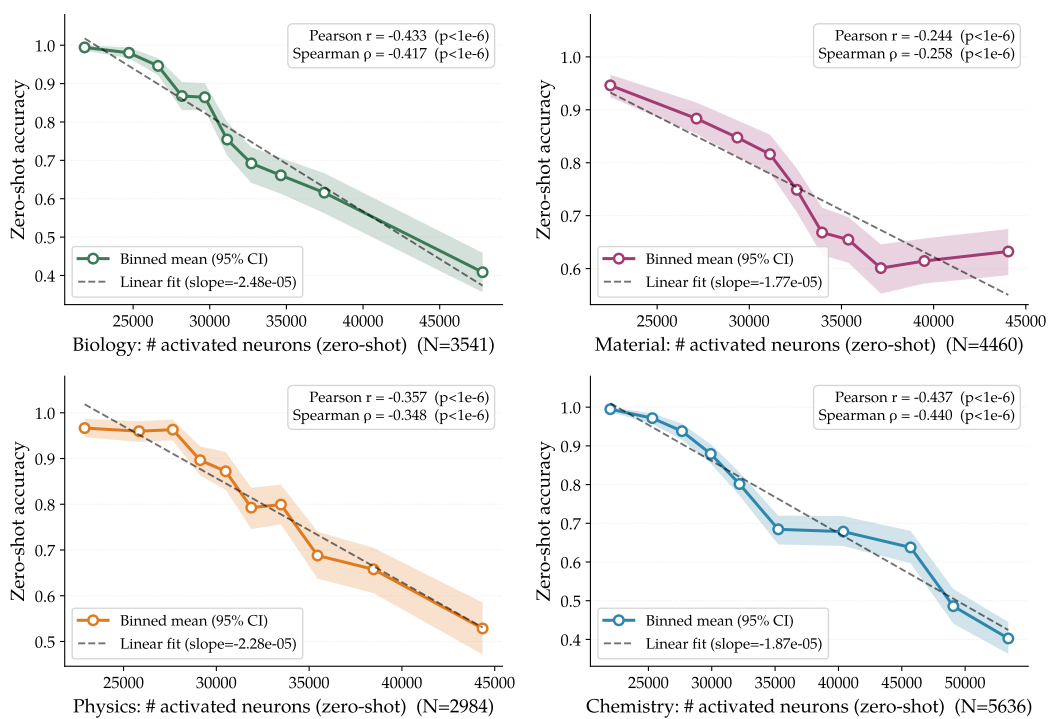 Pearson r = -0.433  (p<1e-6)
Spearman ρ = -0.417  (p<1e-6)
Zero-shot accuracy
1.0
0.9
0.8
0.7
0.6
0.5
0.4
Binned mean (95% CI)
Linear fit (slope=-2.48e-05)
25000 30000 35000 40000 45000
Biology: # activated neurons (zero-shot)  (N=3541)
Pearson r = -0.244  (p<1e-6)
Spearman ρ = -0.258  (p<1e-6)
Zero-shot accuracy
1.0
0.9
0.8
0.7
0.6
Binned mean (95% CI)
Linear fit (slope=-1.77e-05)
25000 30000 35000 40000 45000
Material: # activated neurons (zero-shot)  (N=4460)
Pearson r = -0.357  (p<1e-6)
Spearman ρ = -0.348  (p<1e-6)
Zero-shot accuracy
1.0
0.9
0.8
0.7
0.6
0.5
Binned mean (95% CI)
Linear fit (slope=-2.28e-05)
25000 30000 35000 40000 45000
Physics: # activated neurons (zero-shot)  (N=2984)
Pearson r = -0.437  (p<1e-6)
Spearman ρ = -0.440  (p<1e-6)
Zero-shot accuracy
1.0
0.9
0.8
0.7
0.6
0.5
0.4
Binned mean (95% CI)
Linear fit (slope=-1.87e-05)
25000 30000 35000 40000 45000 50000
Chemistry: # activated neurons (zero-shot)  (N=5636)